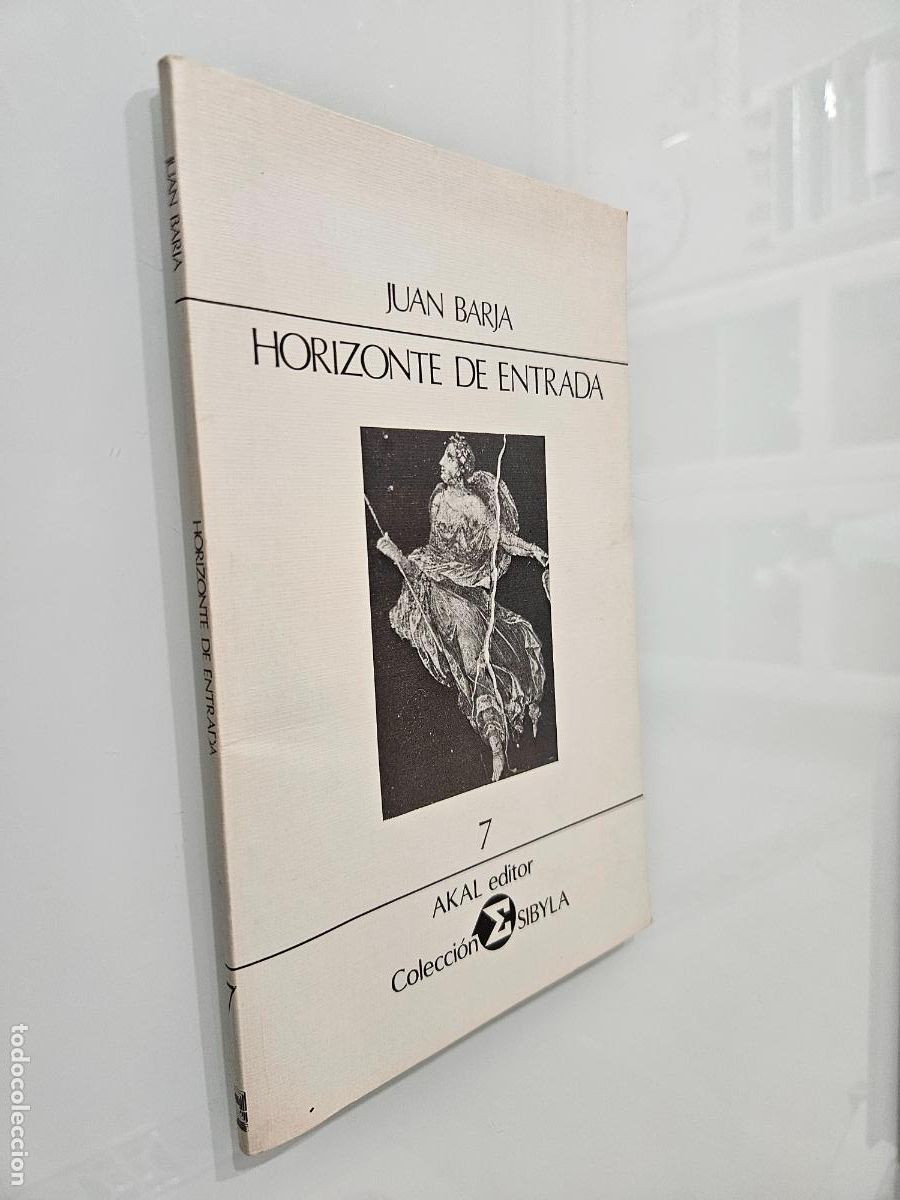 JUAN BARJA
HORIZONTE DE ENTRADA
7
AKAL editor
Colección Σ SIBYLA
JUAN BARJA
HORIZONTE DE ENTRADA
7
todocoleccion